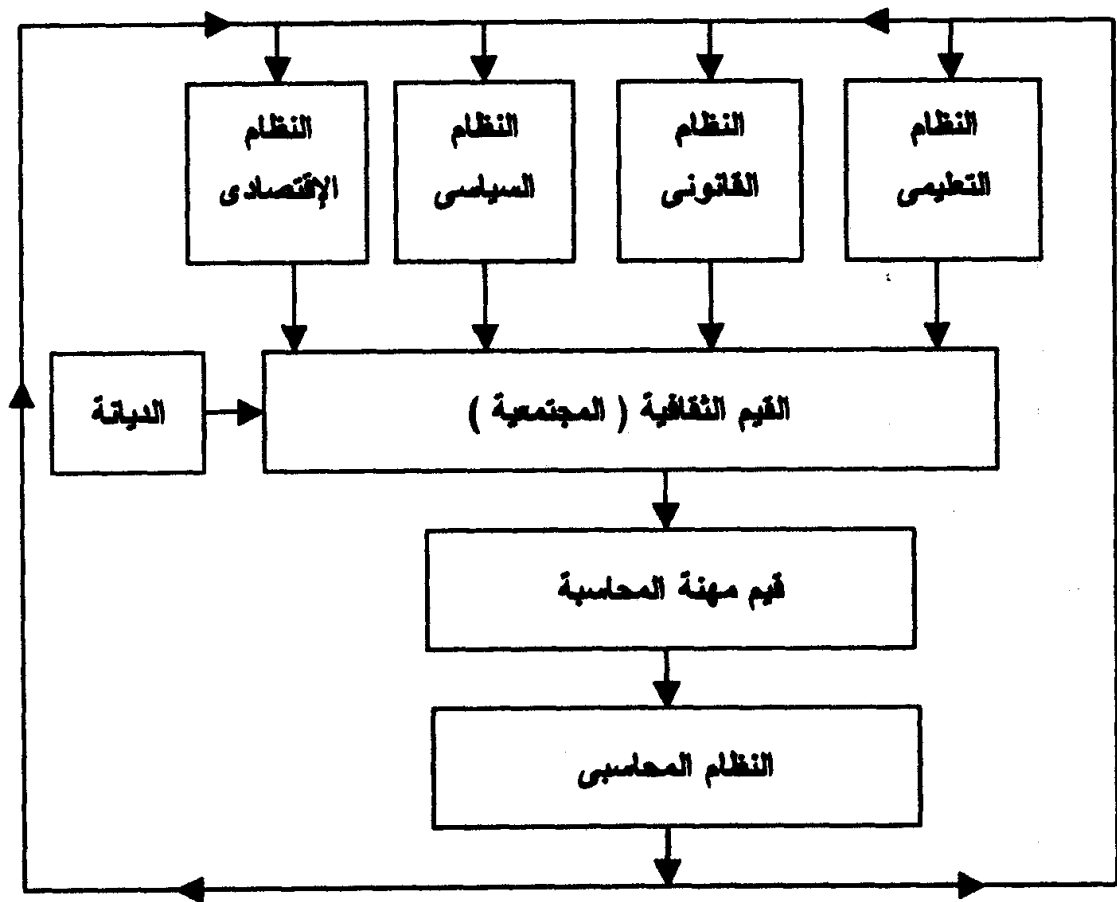 النظام
التعليمى
النظام
القانونى
النظام
السياسى
النظام
الإقتصادى
القيم الثقافية ( المجتمعية )
الديانة
قيم مهنة المحاسبة
النظام المحاسبى